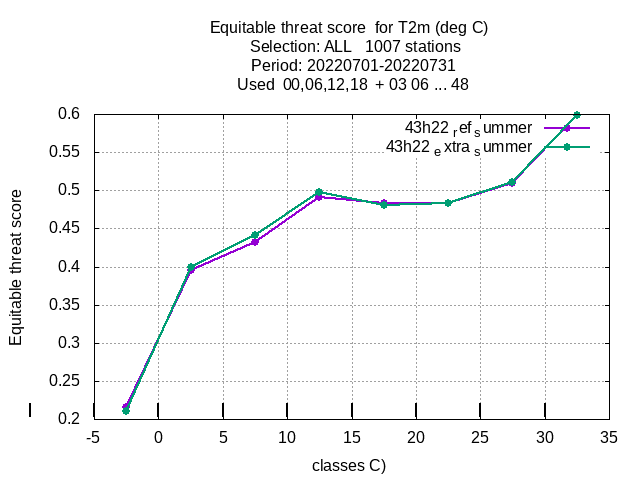 Equitable threat score  for T2m (deg C)
Selection: ALL   1007 stations
Period: 20220701-20220731
Used  00,06,12,18  + 03 06 ... 48
43h22 ref summer
43h22 extra summer
0.6
0.55
0.5
0.45
0.4
0.35
0.3
0.25
0.2
Equitable threat score
-5 0 5 10 15 20 25 30 35
classes C)